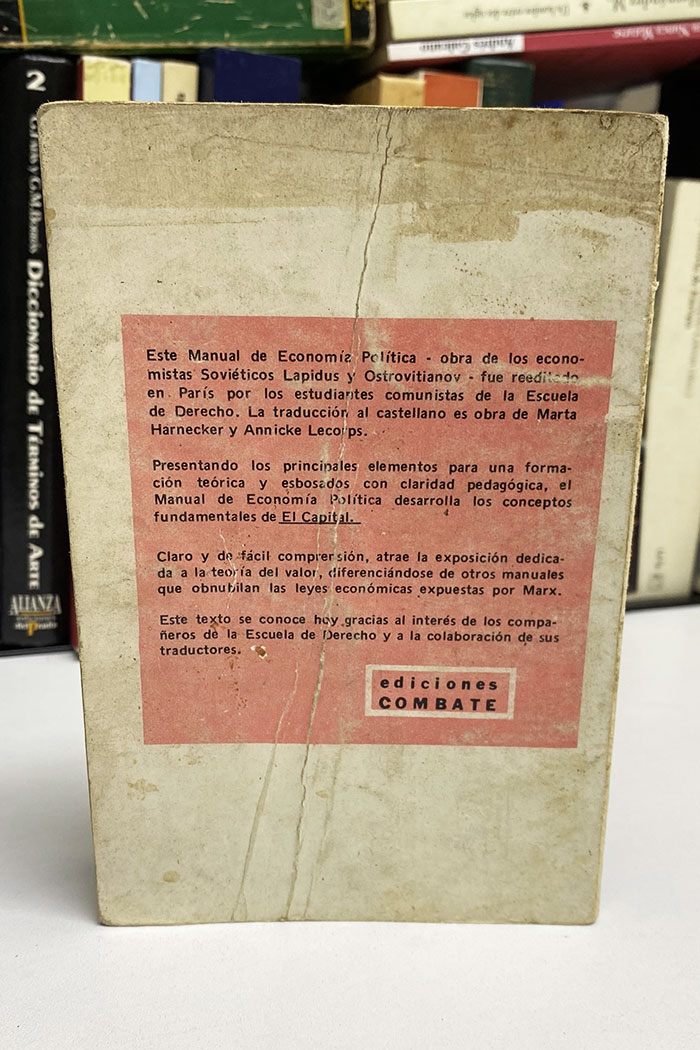 Andrés Galeano
2
Diccionario de Términos de Arte
ALIANZA
Este Manual de Economía Política - obra de los econo-
mistas Soviéticos Lapidus y Ostrovitianov - fue reeditado
en París por los estudiantes comunistas de la Escuela
de Derecho. La traducción al castellano es obra de Marta
Harnecker y Annicke Lecorps.
Presentando los principales elementos para una forma-
ción teórica y esbosados con claridad pedagógica, el
Manual de Economía Política desarrolla los conceptos
fundamentales de El Capital.
Claro y de fácil comprensión, atrae la exposición dedica-
da a la teoría del valor, diferenciándose de otros manuales
que obnubilan las leyes económicas expuestas por Marx.
Este texto se conoce hoy gracias al interés de los compa-
ñeros de la Escuela de Derecho y a la colaboración de sus
traductores.
ediciones
COMBATE